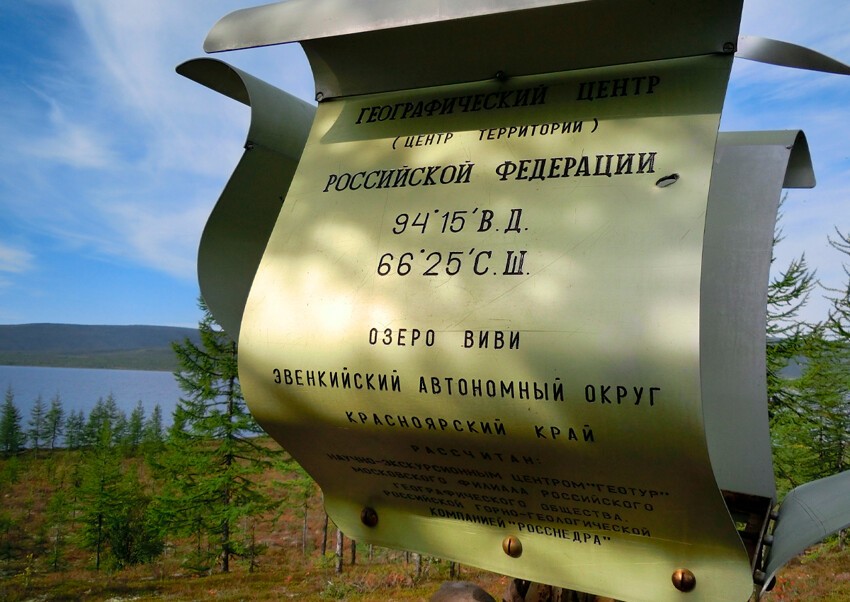 ГЕОГРАФИЧЕСКИЙ ЦЕНТР
(ЦЕНТР ТЕРРИТОРИИ)
РОССИЙСКОЙ ФЕДЕРАЦИИ
94°15′В.Д.
66°25′С.Ш.
ОЗЕРО ВИВИ
ЭВЕНКИЙСКИЙ АВТОНОМНЫЙ ОКРУГ
КРАСНОЯРСКИЙ КРАЙ
РАССЧИТАН:
НАУЧНО-ЭКСКУРСИОННЫМ ЦЕНТРОМ "ГЕОТУР"
МОСКОВСКОГО ФИЛИАЛА РОССИЙСКОГО
ГЕОГРАФИЧЕСКОГО ОБЩЕСТВА.
РОССИЙСКОЙ ГОРНО-ГЕОЛОГИЧЕСКОЙ
КОМПАНИЕЙ "РОСНЕДРА"